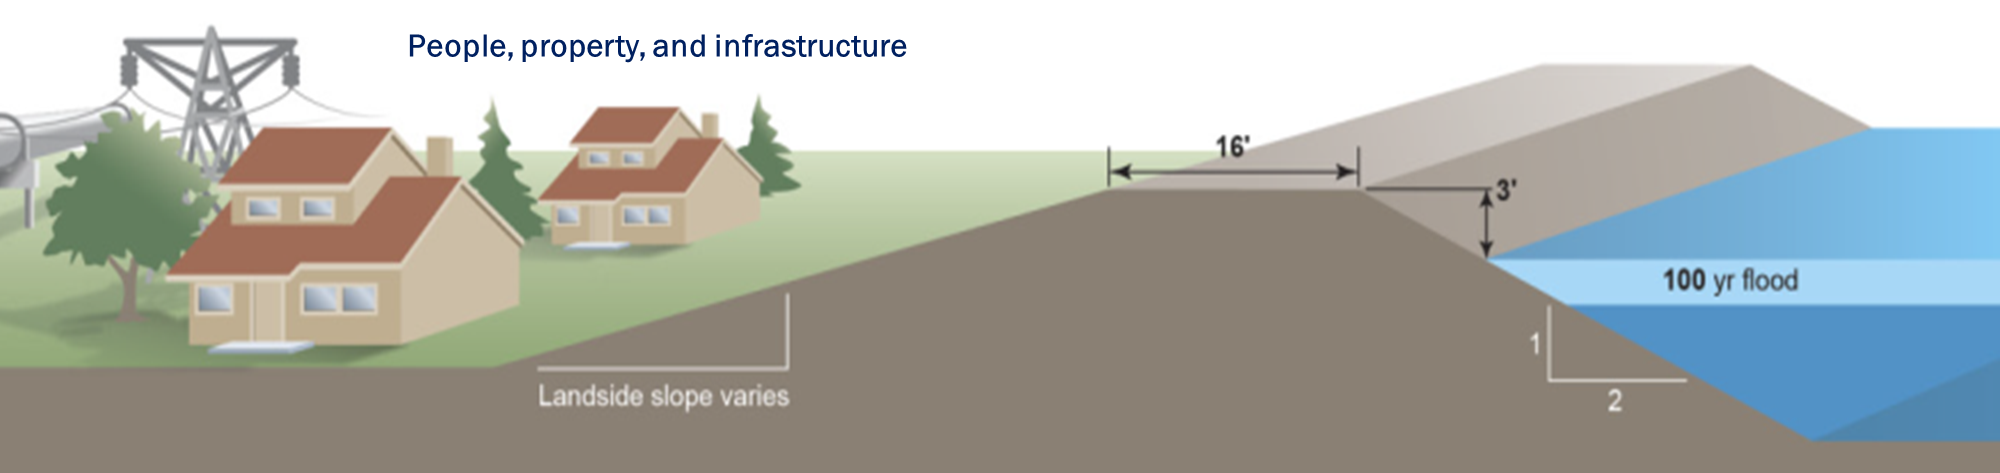 People, property, and infrastructure
16'
3'
100 yr flood
1
2
Landside slope varies